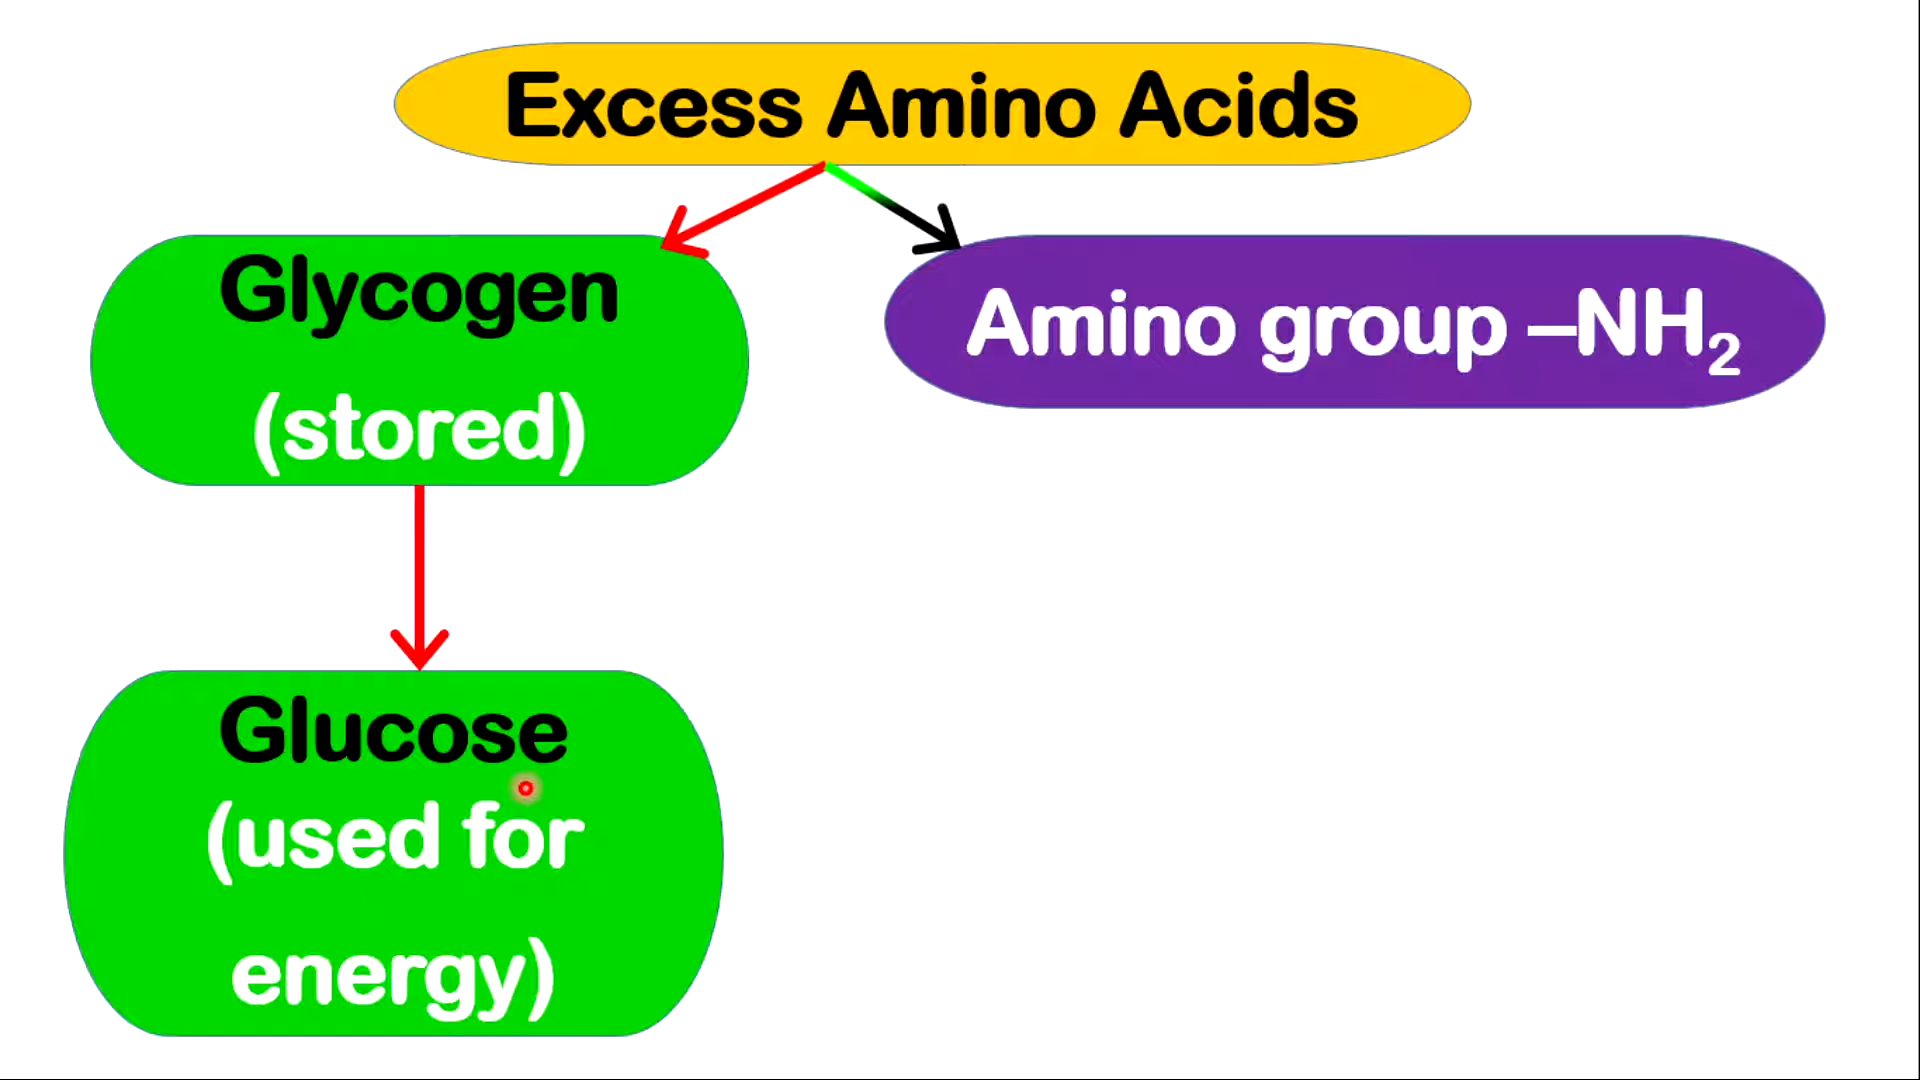 Excess Amino Acids
Glycogen
(stored)
Amino group –NH₂
Glucose
(used for
energy)